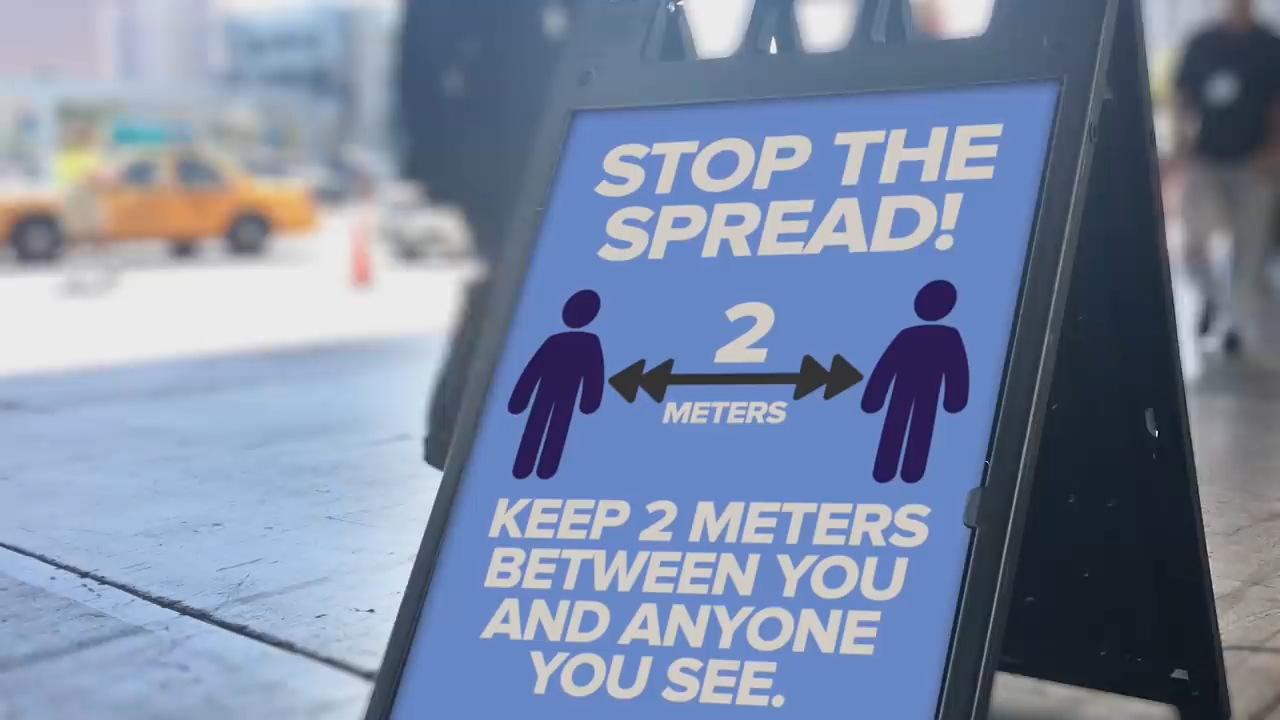 STOP THE
SPREAD!
2
METERS
KEEP 2 METERS
BETWEEN YOU
AND ANYONE
YOU SEE.